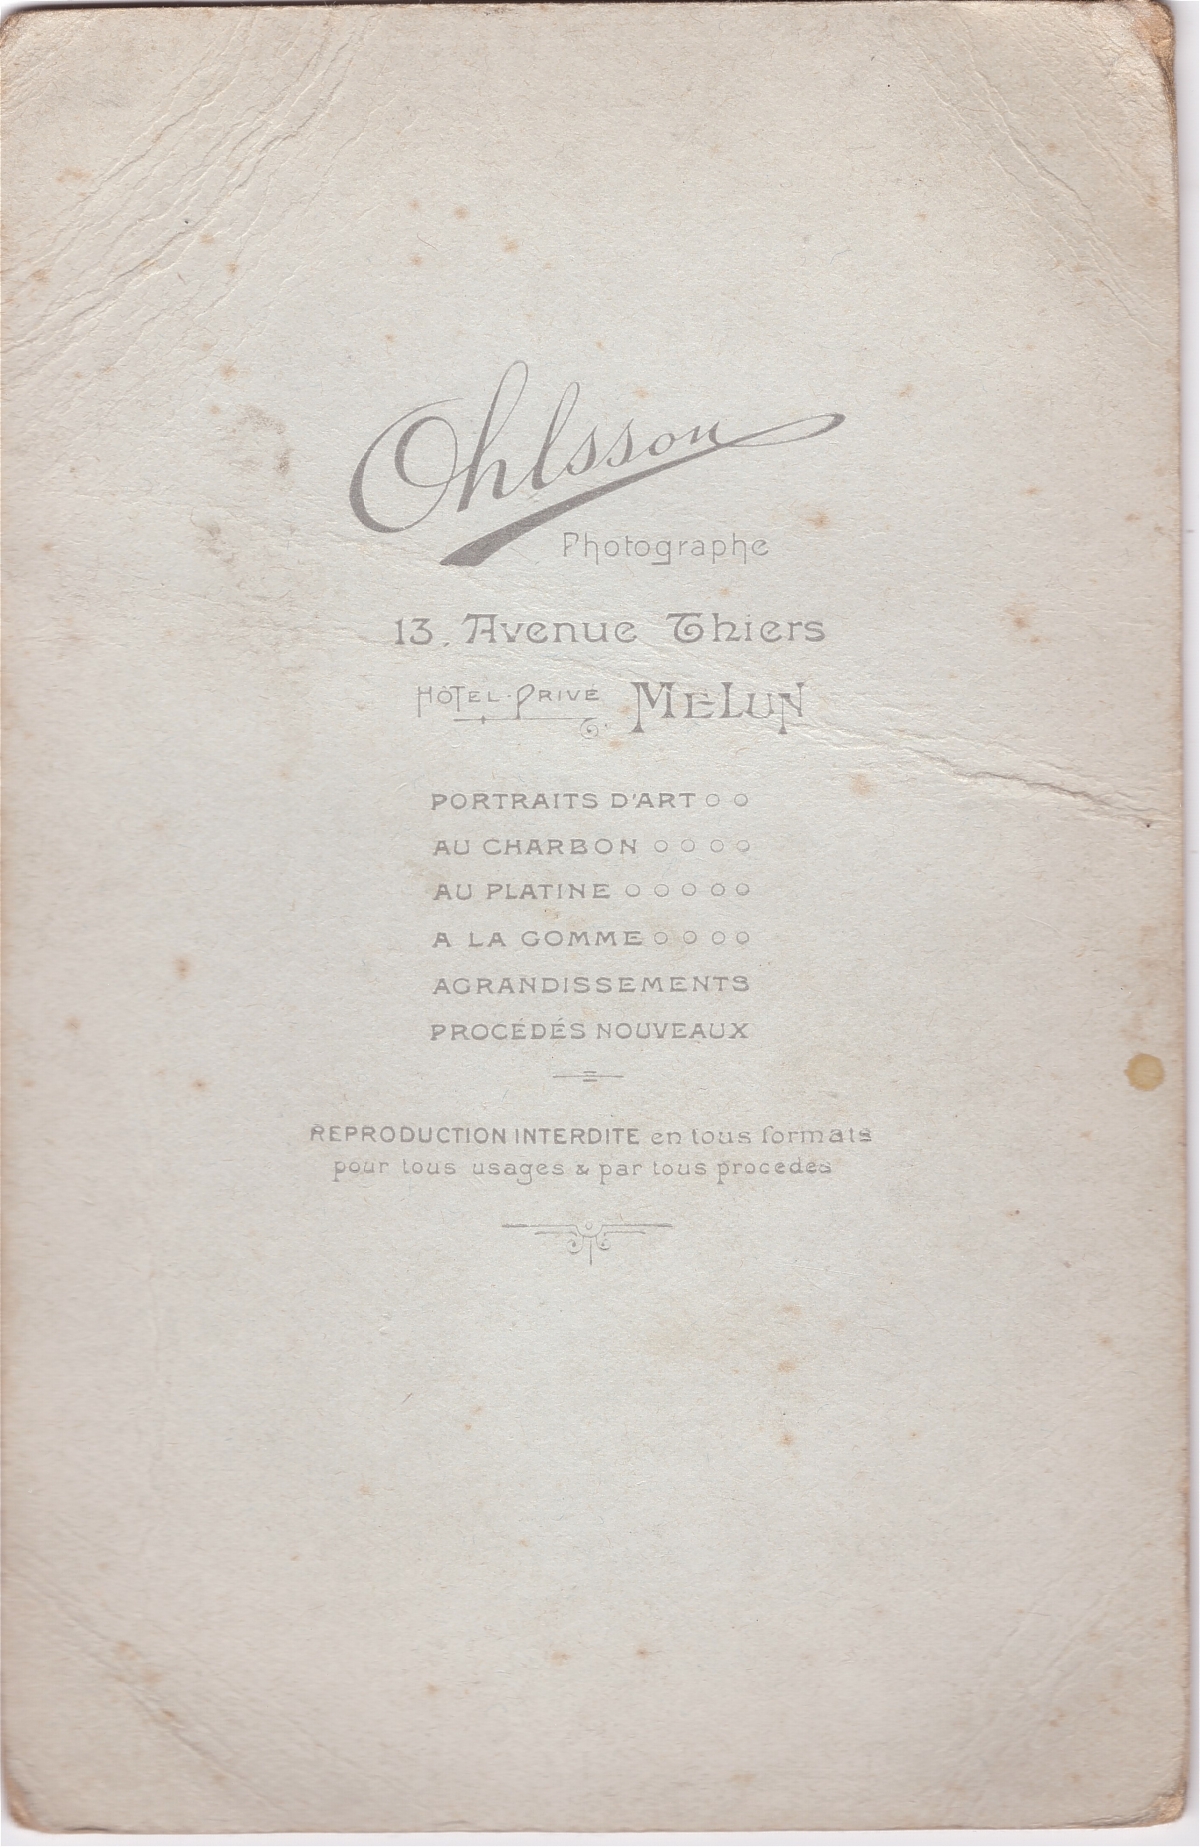 Ohlsson
Photographe
13, Avenue Thiers
HÔTEL-PRIVÉ MELUN
PORTRAITS D'ART o o
AU CHARBON o o o o
AU PLATINE o o o o o
A LA GOMME o o o o
AGRANDISSEMENTS
PROCÉDÉS NOUVEAUX
REPRODUCTION INTERDITE en tous formats
pour tous usages & par tous procedes